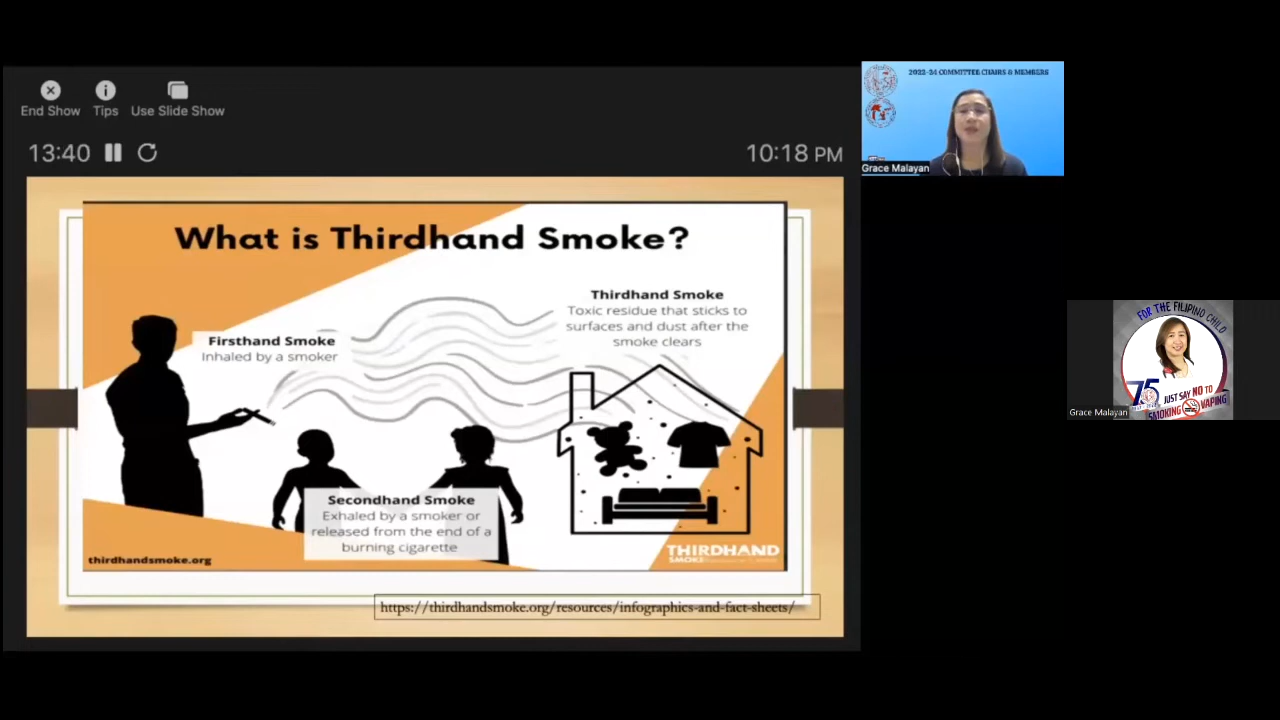 End Show
Tips
Use Slide Show
13:40
10:18 PM
What is Thirdhand Smoke?
Firsthand Smoke
Inhaled by a smoker
Thirdhand Smoke
Toxic residue that sticks to
surfaces and dust after the
smoke clears
Secondhand Smoke
Exhaled by a smoker or
released from the end of a
burning cigarette
thirdhandsmoke.org
THIRDHAND
SMOKE
https://thirdhandsmoke.org/resources/infographics-and-fact-sheets/
2022-24 COMMITTEE CHAIRS & MEMBERS
Grace Malayan
FOR THE FILIPINO CHILD
75
JUST SAY NO TO
SMOKING VAPING
Grace Malayan